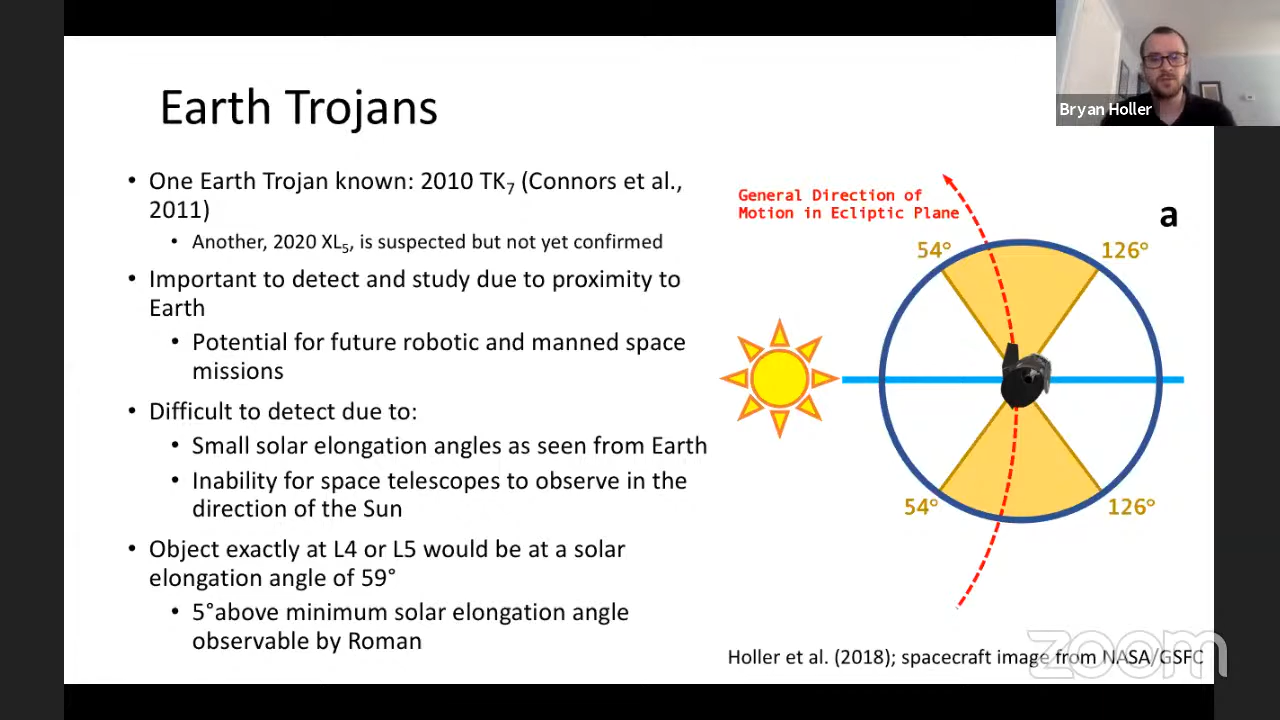 Bryan Holler
Earth Trojans
• One Earth Trojan known: 2010 TK7 (Connors et al.,
2011)
• Another, 2020 XL5, is suspected but not yet confirmed
• Important to detect and study due to proximity to
Earth
• Potential for future robotic and manned space
missions
• Difficult to detect due to:
• Small solar elongation angles as seen from Earth
• Inability for space telescopes to observe in the
direction of the Sun
• Object exactly at L4 or L5 would be at a solar
elongation angle of 59°
• 5°above minimum solar elongation angle
observable by Roman
General Direction of
Motion in Ecliptic Plane
a
54°
126°
54°
126°
Holler et al. (2018); spacecraft image from NASA/GSFC
zoom